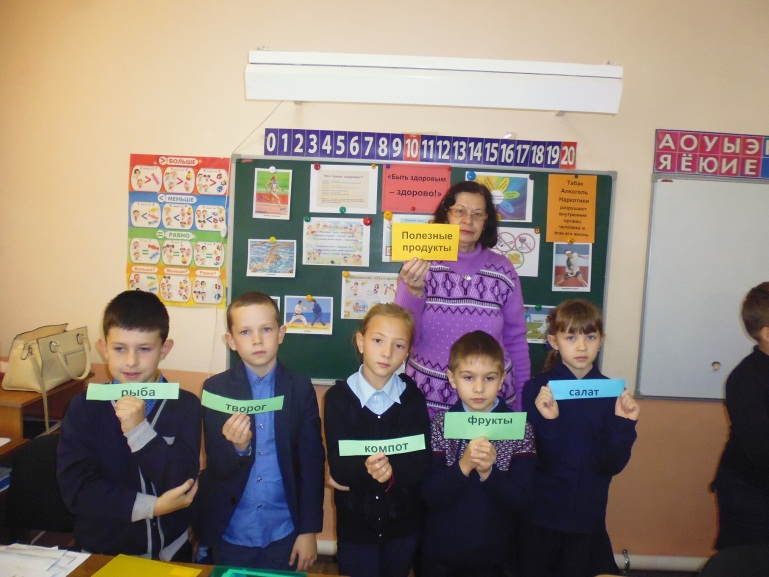 0 1 2 3 4 5 6 7 8 9 10 11 12 13 14 15 16 17 18 19 20
А О У Ы Э
Я Ё Ю И Е
БОЛЬШЕ
МЕНЬШЕ
РАВНО
«Быть здоровым
– здорово!»
Табак
Алкоголь
Наркотики
разрушают
внутренние
органы
человека и
всю его жизнь
Полезные
продукты
рыба
творог
компот
фрукты
салат